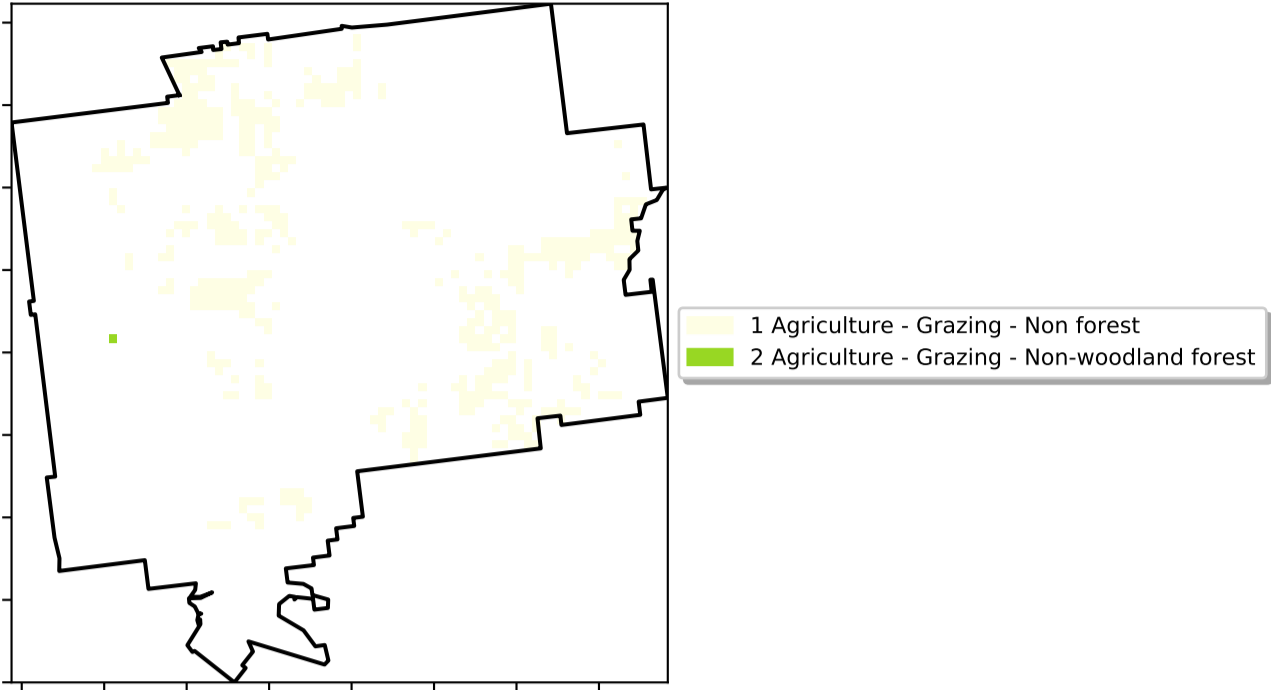 1 Agriculture - Grazing - Non forest
2 Agriculture - Grazing - Non-woodland forest